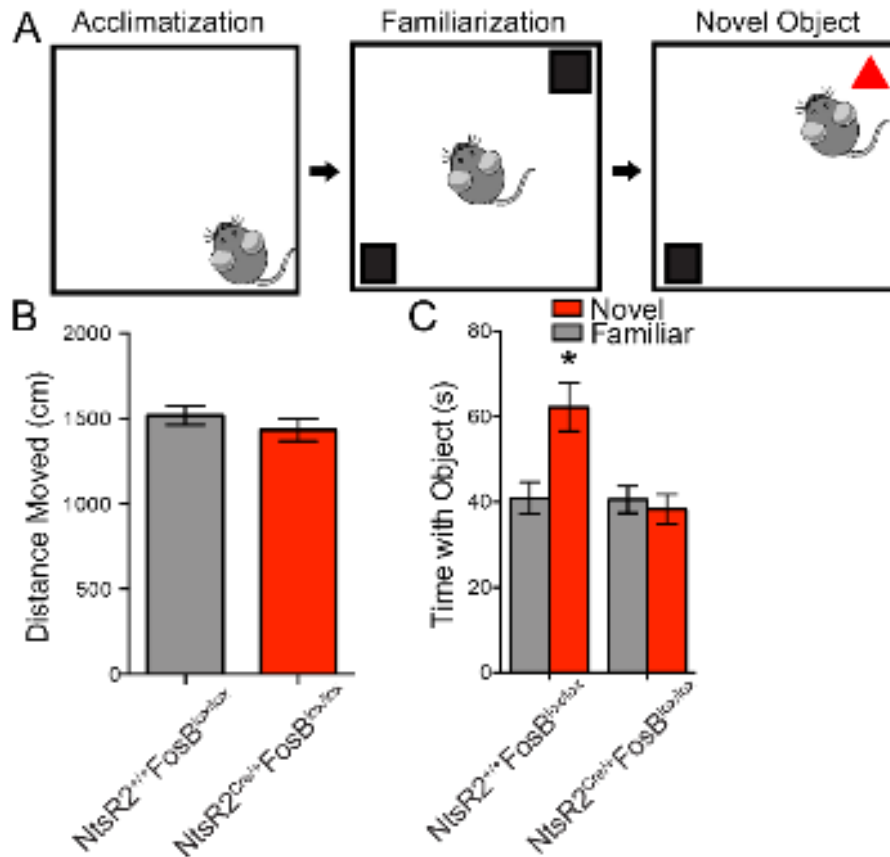 A
Acclimatization
Familiarization
Novel Object
B
Distance Moved (cm)
2000
1500
1000
500
0
NtsR2+/+FosBlox/lox
NtsR2Cre/+FosBlox/lox
C
Novel
Familiar
Time with Object (s)
80
60
40
20
0
*
NtsR2+/+FosBlox/lox
NtsR2Cre/+FosBlox/lox